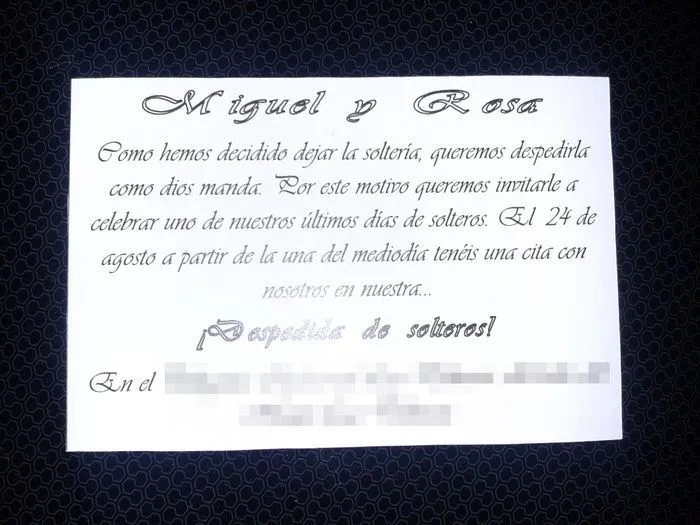 Miguel y Rosa
Como hemos decidido dejar la soltería, queremos despedirla
como dios manda. Por este motivo queremos invitarle a
celebrar uno de nuestros últimos días de solteros. El 24 de
agosto a partir de la una del mediodía tenéis una cita con
nosotros en nuestra...
¡Despedida de solteros!
En el